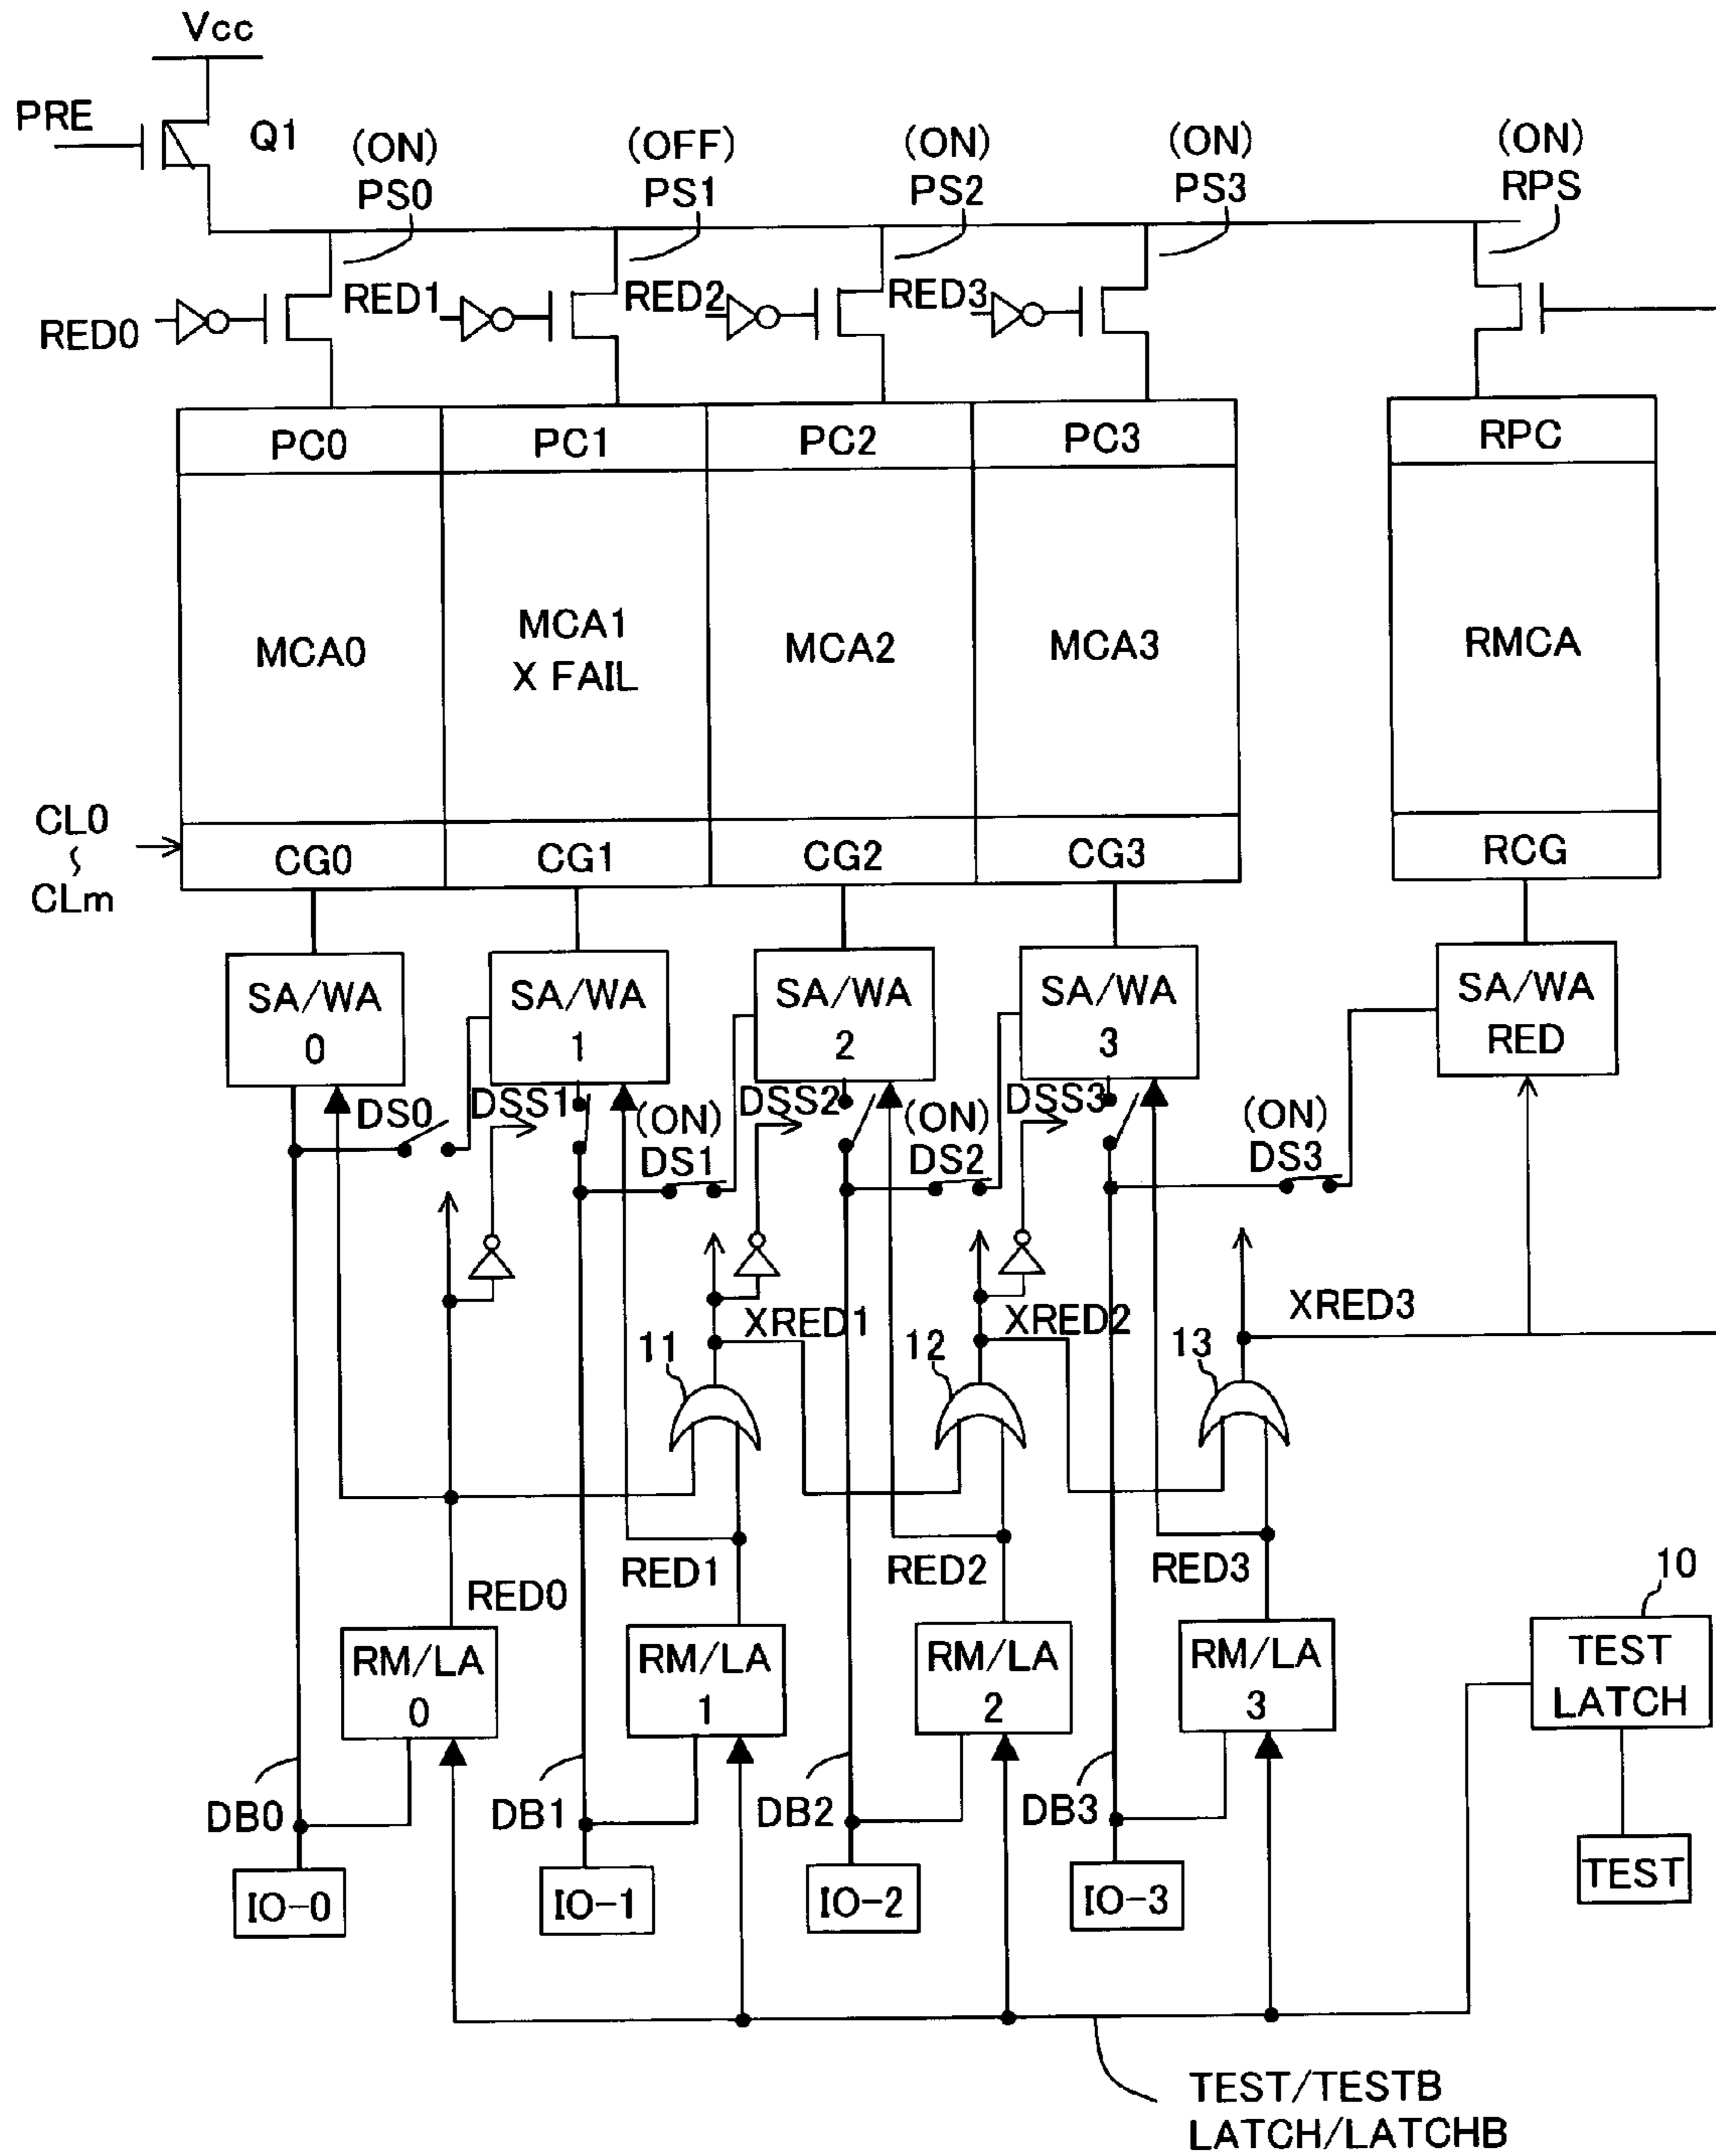 Vcc
PRE
Q1
(ON)
PS0
(OFF)
PS1
(ON)
PS2
(ON)
PS3
(ON)
RPS
RED0
RED1
RED2
RED3
PC0
PC1
PC2
PC3
RPC
MCA0
MCA1
X FAIL
MCA2
MCA3
RMCA
CL0
CLm
CG0
CG1
CG2
CG3
RCG
SA/WA
0
SA/WA
1
SA/WA
2
SA/WA
3
SA/WA
RED
DS0
DSS1
(ON)
DS1
DSS2
(ON)
DS2
DSS3
(ON)
DS3
XRED1
XRED2
XRED3
11
12
13
RED0
RED1
RED2
RED3
10
RM/LA
0
RM/LA
1
RM/LA
2
RM/LA
3
TEST
LATCH
DB0
DB1
DB2
DB3
TEST
IO-0
IO-1
IO-2
IO-3
TEST/TESTB
LATCH/LATCHB